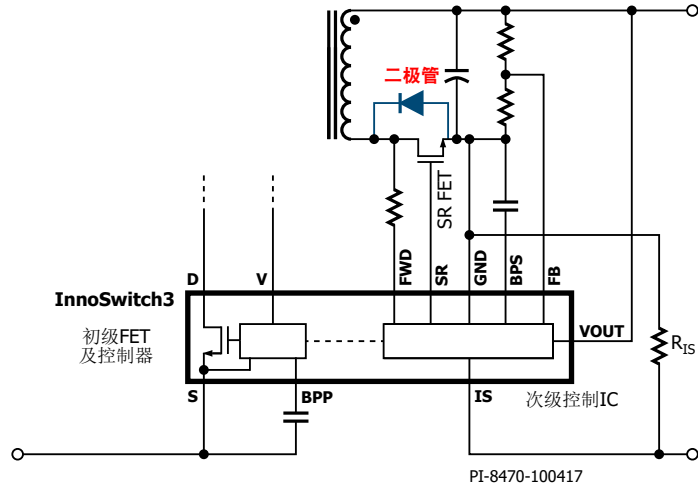 二极管
SR FET
FWD
SR
GND
BPS
FB
D
V
InnoSwitch3
VOUT
初级FET
及控制器
RIS
S
BPP
IS
次级控制IC
PI-8470-100417